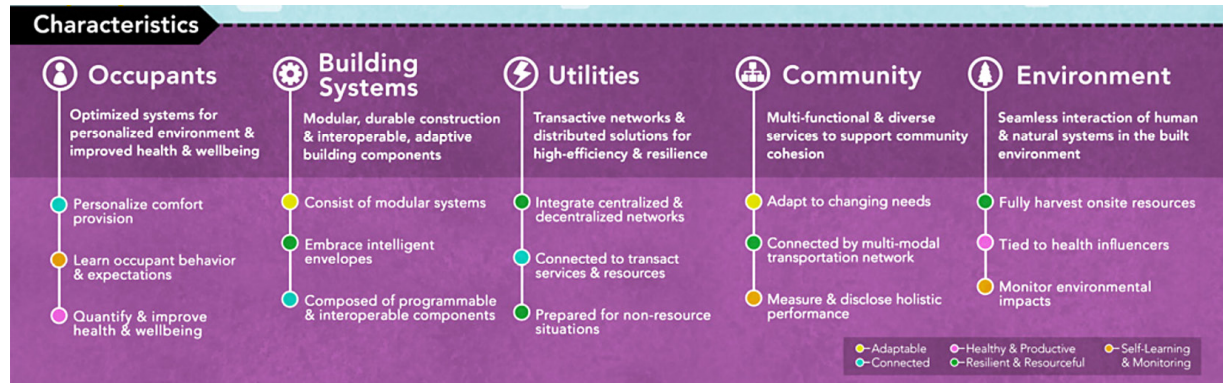 Characteristics
Occupants
Optimized systems for
personalized environment &
improved health & wellbeing
Personalize comfort
provision
Learn occupant behavior
& expectations
Quantify & improve
health & wellbeing
Building
Systems
Modular, durable construction
& interoperable, adaptive
building components
Consist of modular systems
Embrace intelligent
envelopes
Composed of programmable
& interoperable components
Utilities
Transactive networks &
distributed solutions for
high-efficiency & resilience
Integrate centralized &
decentralized networks
Connected to transact
services & resources
Prepared for non-resource
situations
Community
Multi-functional & diverse
services to support community
cohesion
Adapt to changing needs
Connected by multi-modal
transportation network
Measure & disclose holistic
performance
Environment
Seamless interaction of human
& natural systems in the built
environment
Fully harvest onsite resources
Tied to health influencers
Monitor environmental
impacts
Adaptable
Connected
Healthy & Productive
Resilient & Resourceful
Self-Learning
& Monitoring